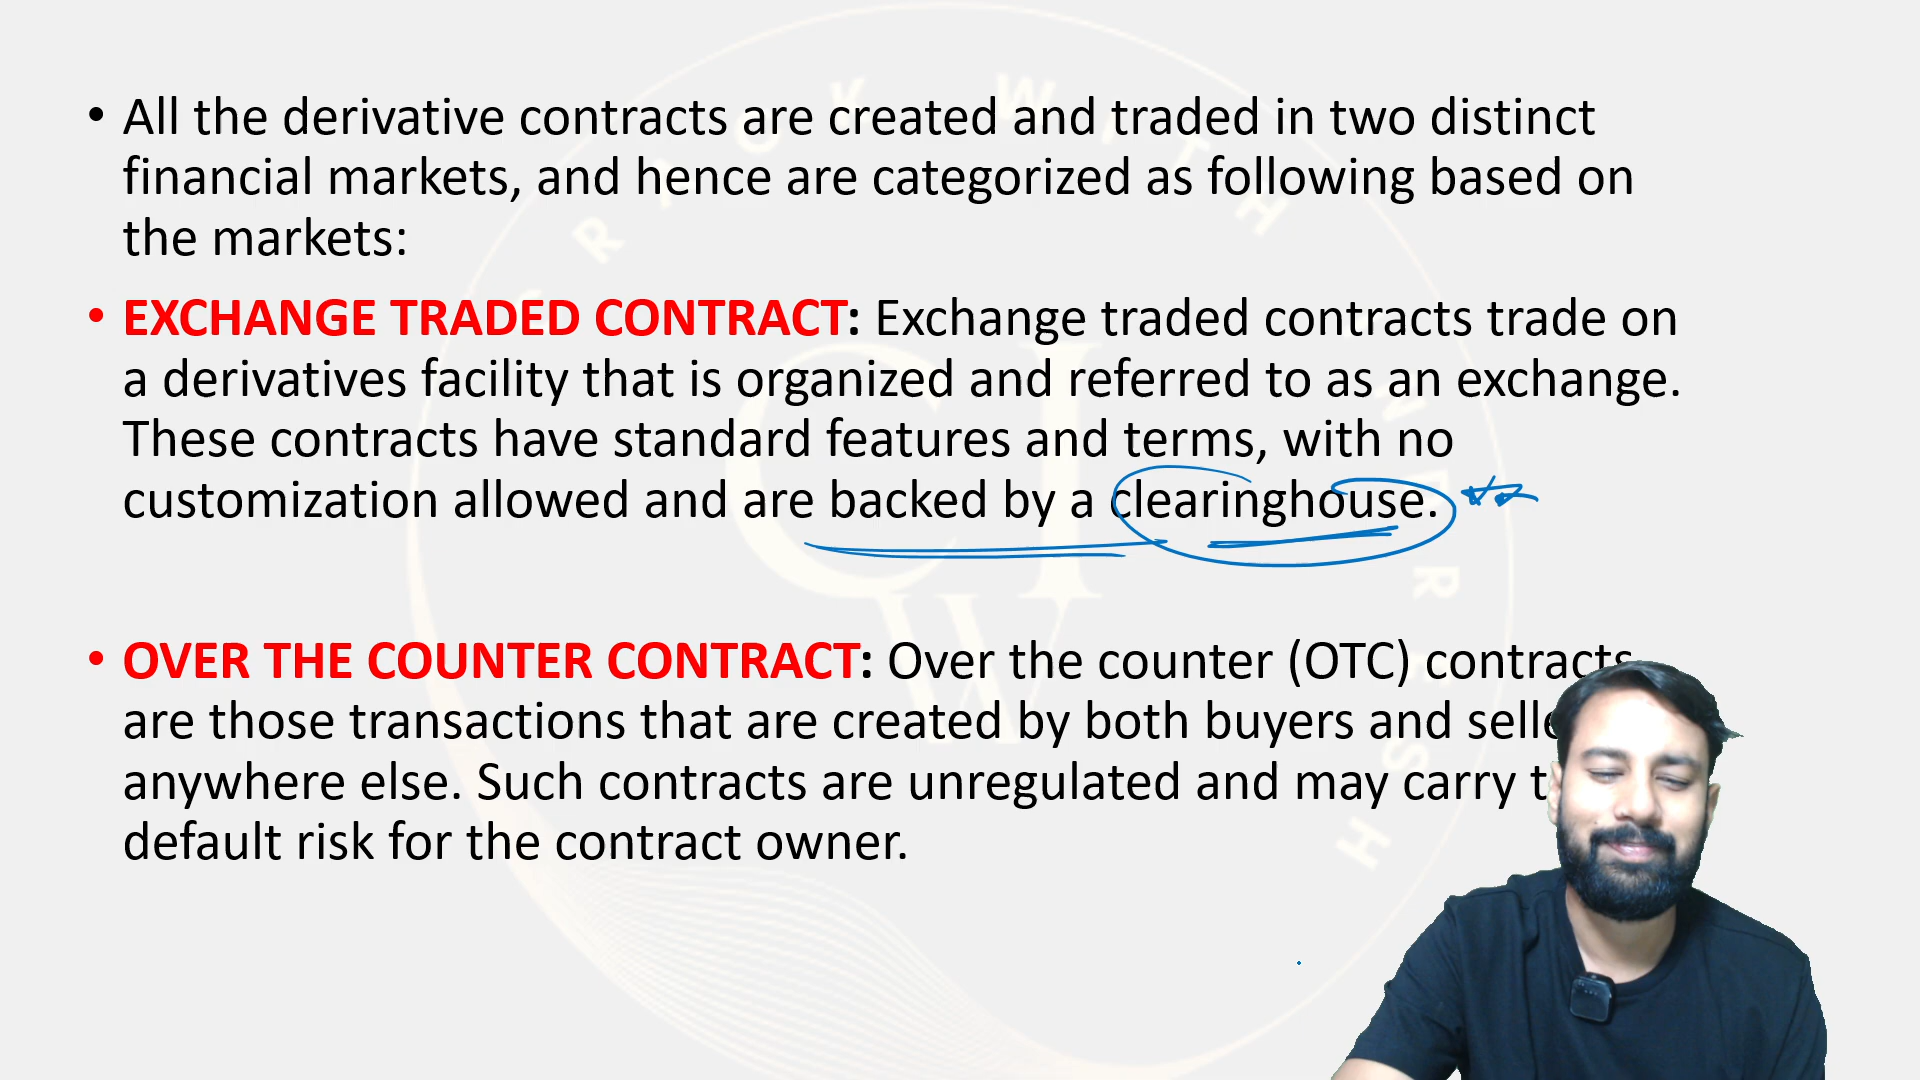 • All the derivative contracts are created and traded in two distinct
financial markets, and hence are categorized as following based on
the markets:
• EXCHANGE TRADED CONTRACT: Exchange traded contracts trade on
a derivatives facility that is organized and referred to as an exchange.
These contracts have standard features and terms, with no
customization allowed and are backed by a clearinghouse.
• OVER THE COUNTER CONTRACT: Over the counter (OTC) contracts
are those transactions that are created by both buyers and
anywhere else. Such contracts are unregulated and may carry
default risk for the contract owner.
CIW